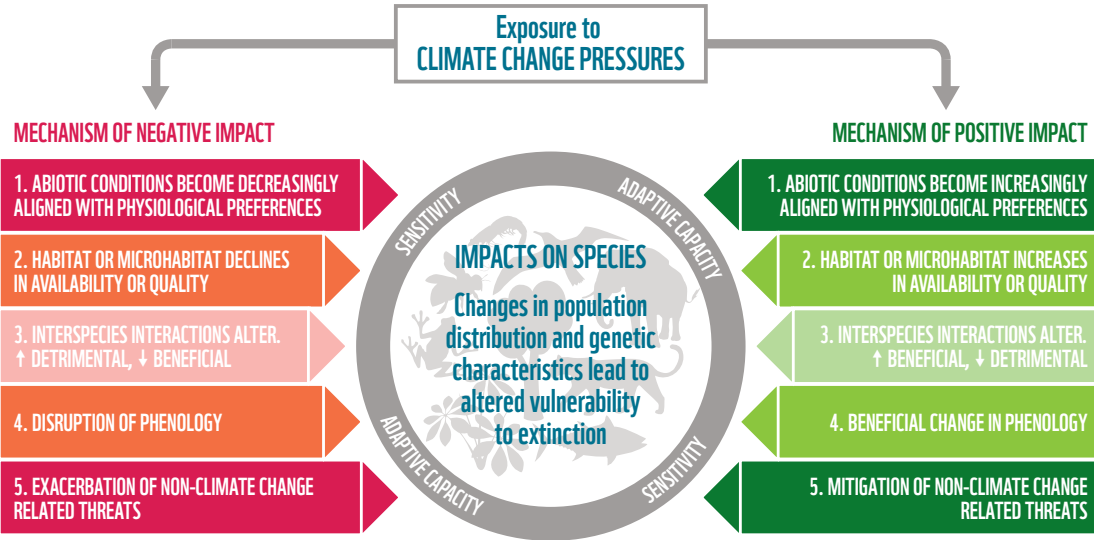 Exposure to
CLIMATE CHANGE PRESSURES
MECHANISM OF NEGATIVE IMPACT
1. ABIOTIC CONDITIONS BECOME DECREASINGLY
ALIGNED WITH PHYSIOLOGICAL PREFERENCES
2. HABITAT OR MICROHABITAT DECLINES
IN AVAILABILITY OR QUALITY
3. INTERSPECIES INTERACTIONS ALTER.
↑ DETRIMENTAL, ↓ BENEFICIAL
4. DISRUPTION OF PHENOLOGY
5. EXACERBATION OF NON-CLIMATE CHANGE
RELATED THREATS
SENSITIVITY
ADAPTIVE CAPACITY
IMPACTS ON SPECIES
Changes in population
distribution and genetic
characteristics lead to
altered vulnerability
to extinction
ADAPTIVE CAPACITY
SENSITIVITY
MECHANISM OF POSITIVE IMPACT
1. ABIOTIC CONDITIONS BECOME INCREASINGLY
ALIGNED WITH PHYSIOLOGICAL PREFERENCES
2. HABITAT OR MICROHABITAT INCREASES
IN AVAILABILITY OR QUALITY
3. INTERSPECIES INTERACTIONS ALTER.
↑ BENEFICIAL, ↓ DETRIMENTAL
4. BENEFICIAL CHANGE IN PHENOLOGY
5. MITIGATION OF NON-CLIMATE CHANGE
RELATED THREATS